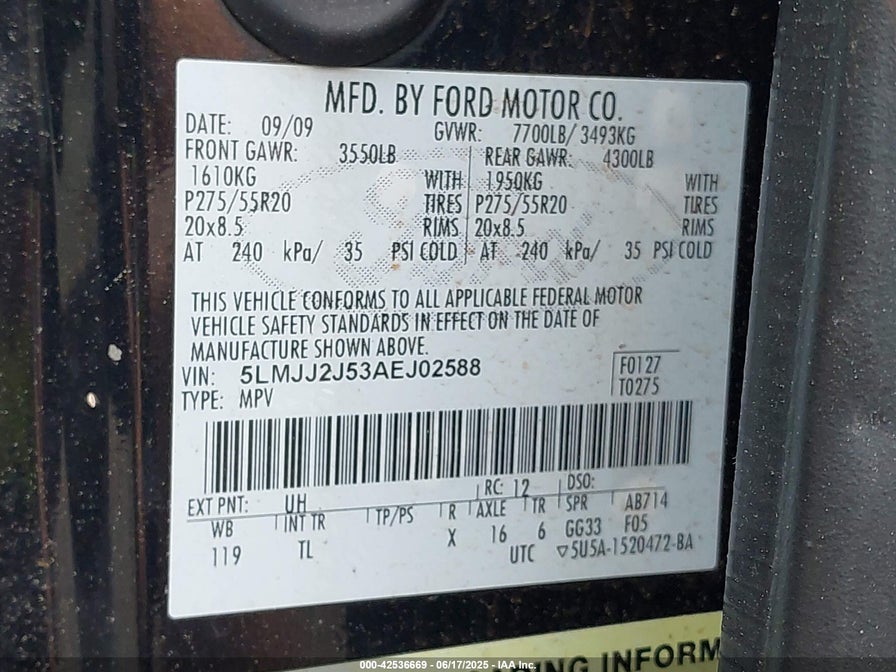 MFD. BY FORD MOTOR CO.
DATE: 09/09 GVWR: 7700LB/3493KG
FRONT GAWR: 3550LB REAR GAWR: 4300LB
1610KG WITH 1950KG WITH
P275/55R20 TIRES P275/55R20 TIRES
20x8.5 RIMS 20x8.5 RIMS
AT 240 kPa/ 35 PSI COLD AT 240 kPa/ 35 PSI COLD
THIS VEHICLE CONFORMS TO ALL APPLICABLE FEDERAL MOTOR
VEHICLE SAFETY STANDARDS IN EFFECT ON THE DATE OF
MANUFACTURE SHOWN ABOVE.
VIN: 5LMJJ2J53AEJ02588 F0127
TYPE: MPV T0275
EXT PNT: UH RC: 12 DSO:
WB INT TR TP/PS R AXLE TR SPR AB714
119 TL X 16 6 GG33 F05
UTC ▽5U5A-1520472-BA
NG INFORM
000-42536669 - 06/17/2025 - IAA Inc.